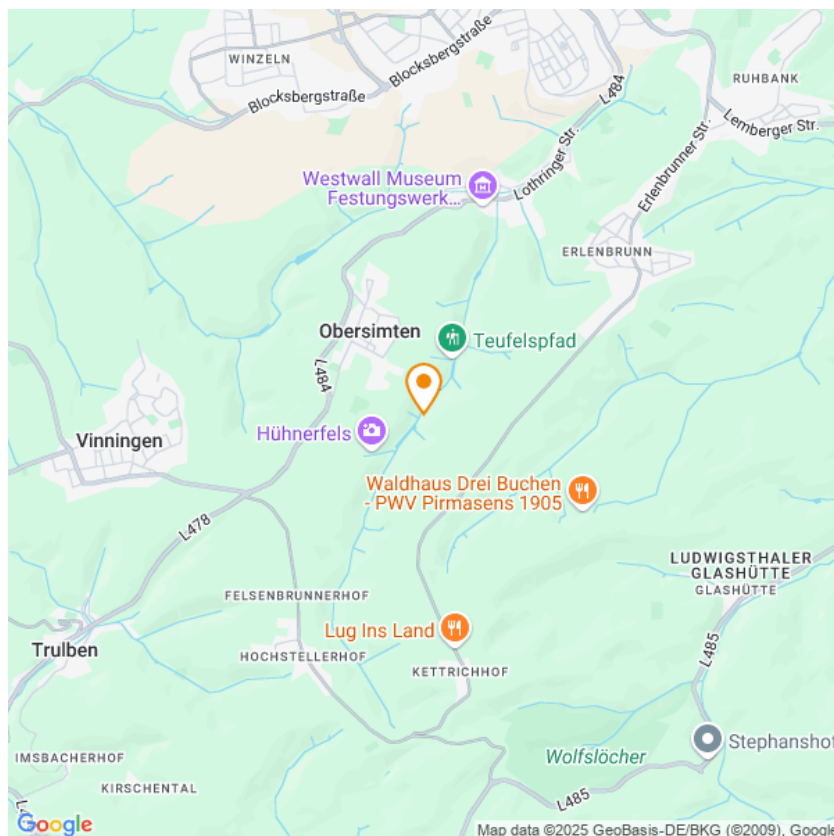 WINZELN
Blocksbergstraße
Blocksbergstraße
L484
RUHBANK
Lemberger Str.
Erlenbrunner Str.
Lothringer Str.
Westwall Museum
Festungswerk...
ERLENBRUNN
Obersimten
Teufelspfad
L484
Vinningen
Hühnerfels
Waldhaus Drei Buchen
- PWV Pirmasens 1905
L478
LUDWIGSTHALER
GLASHÜTTE
GLASHÜTTE
FELSENBRUNNERHOF
Lug Ins Land
Trulben
HOCHSTELLERHOF
KETTRICHHOF
L485
Stephanshof
Wolfslöcher
IMSBACHERHOF
KIRSCHENTAL
L485
Google
Map data ©2025 GeoBasis-DE/BKG (©2009), Google